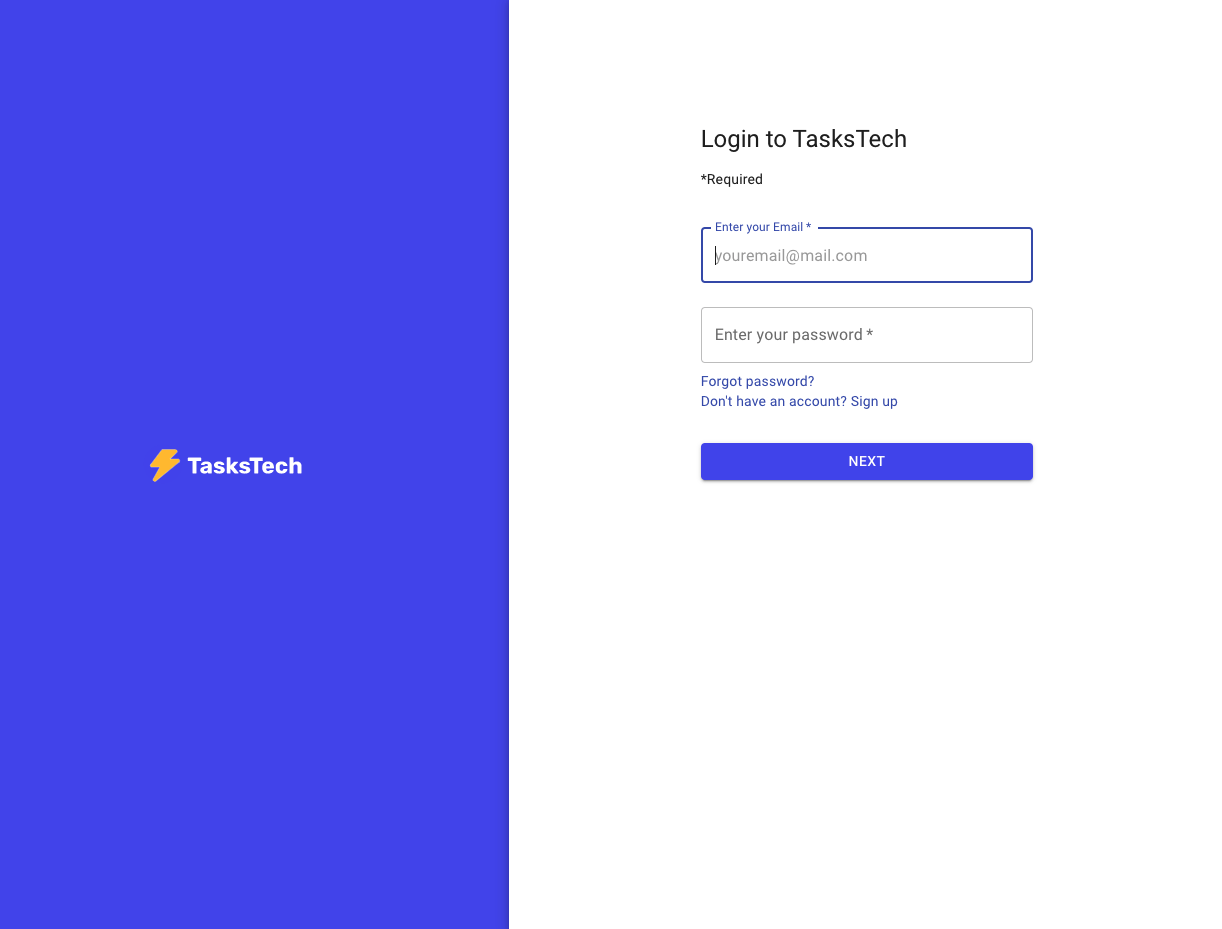 TasksTech
Login to TasksTech
*Required
Enter your Email *
youremail@mail.com
Enter your password *
Forgot password?
Don't have an account? Sign up
NEXT